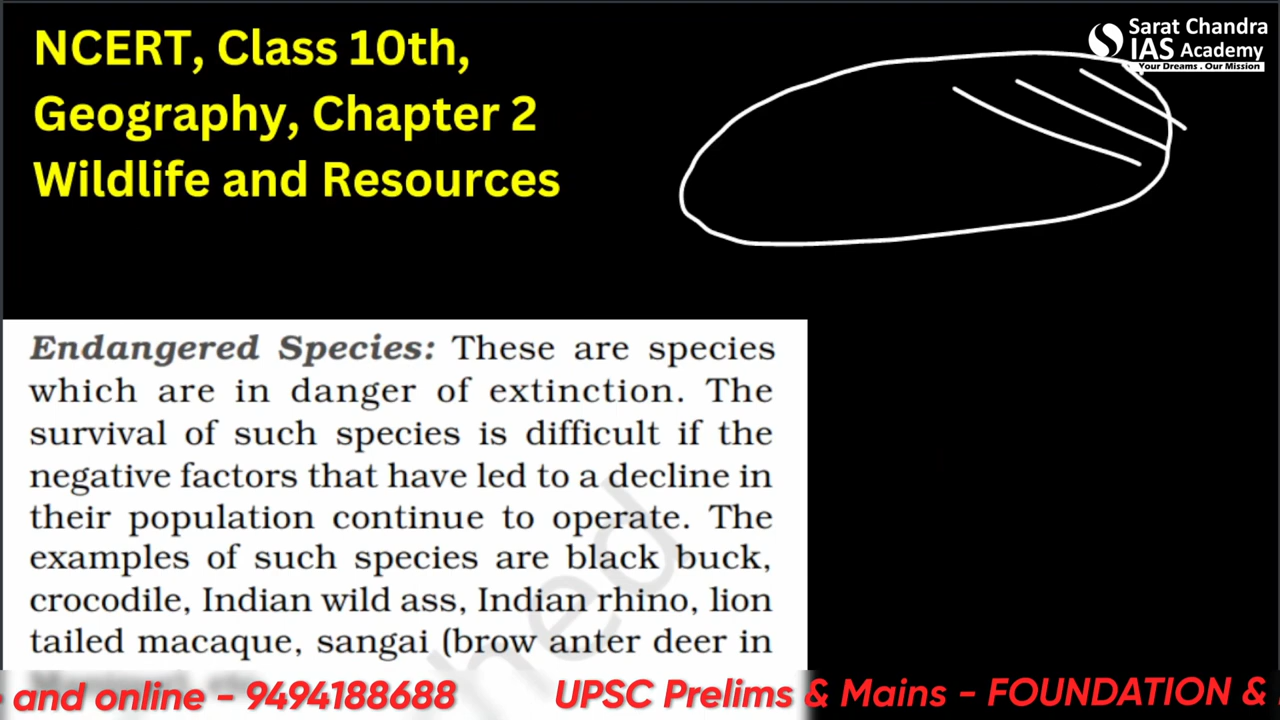 NCERT, Class 10th,
Geography, Chapter 2
Wildlife and Resources
Sarat Chandra
IAS Academy
Your Dreams . Our Mission
Endangered Species: These are species
which are in danger of extinction. The
survival of such species is difficult if the
negative factors that have led to a decline in
their population continue to operate. The
examples of such species are black buck,
crocodile, Indian wild ass, Indian rhino, lion
tailed macaque, sangai (brow anter deer in
and online - 9494188688 UPSC Prelims & Mains - FOUNDATION &